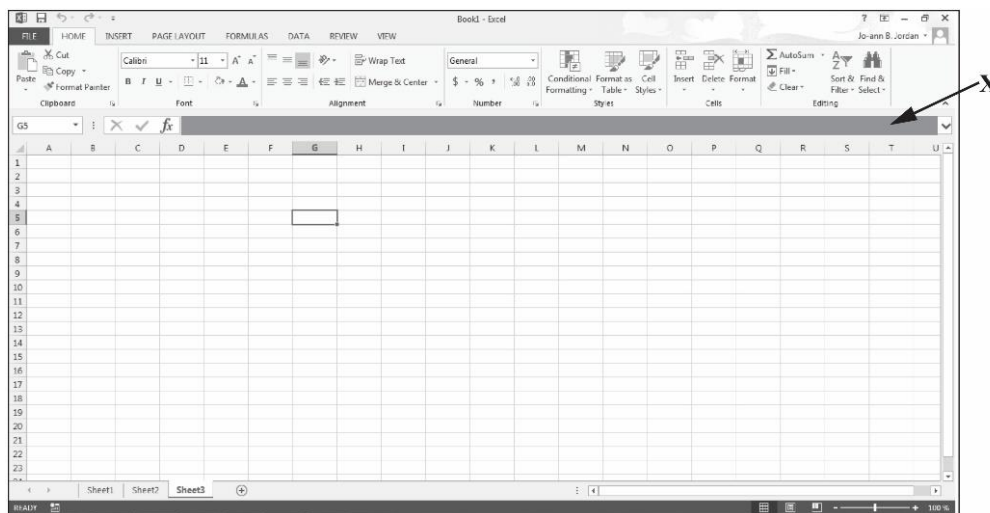 Book1 - Excel
FILE HOME INSERT PAGE LAYOUT FORMULAS DATA REVIEW VIEW Jo-ann B. Jordan
Cut
Copy
Format Painter
Paste
Clipboard
Calibri 11
B I U A
Font
Wrap Text
Merge & Center
Alignment
General
$ % ,
Number
Conditional Formatting
Format as Table
Cell Styles
Styles
Insert Delete Format
Cells
AutoSum
Fill
Clear
Sort & Filter
Find & Select
Editing
X
G5 fx
A B C D E F G H I J K L M N O P Q R S T U
1
2
3
4
5
6
7
8
9
10
11
12
13
14
15
16
17
18
19
20
21
22
23
Sheet1 Sheet2 Sheet3
READY 100%